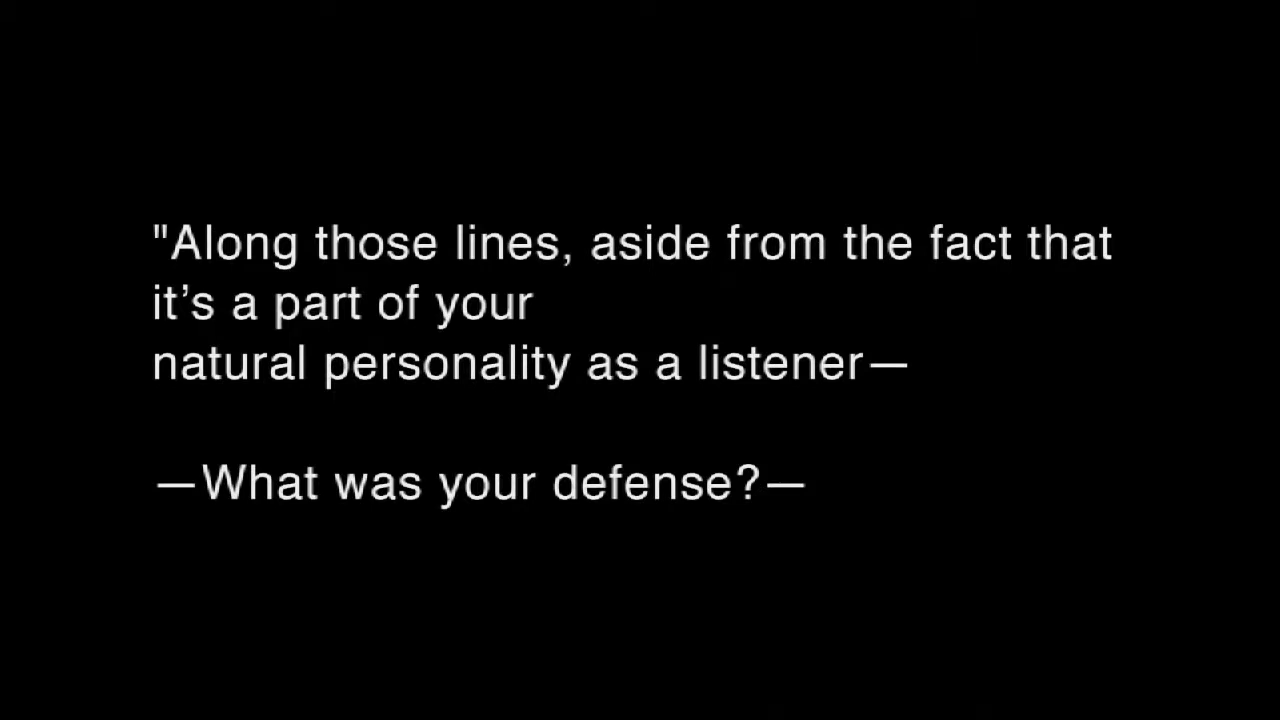 "Along those lines, aside from the fact that
it’s a part of your
natural personality as a listener—
—What was your defense?—